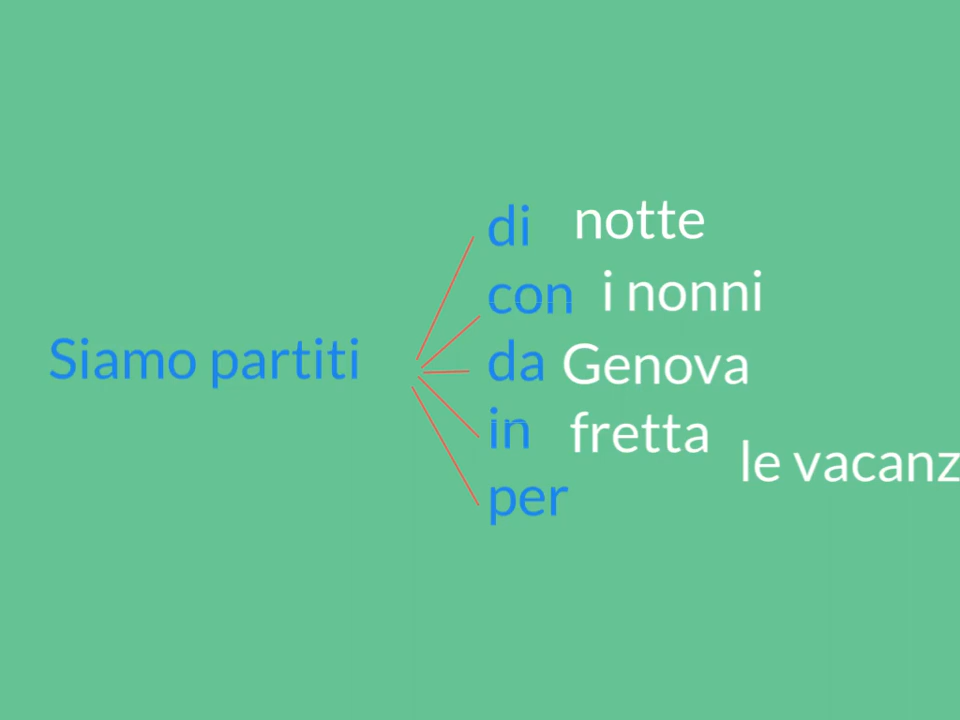 di notte
con i nonni
Siamo partiti
da Genova
in fretta
le vacanz
per